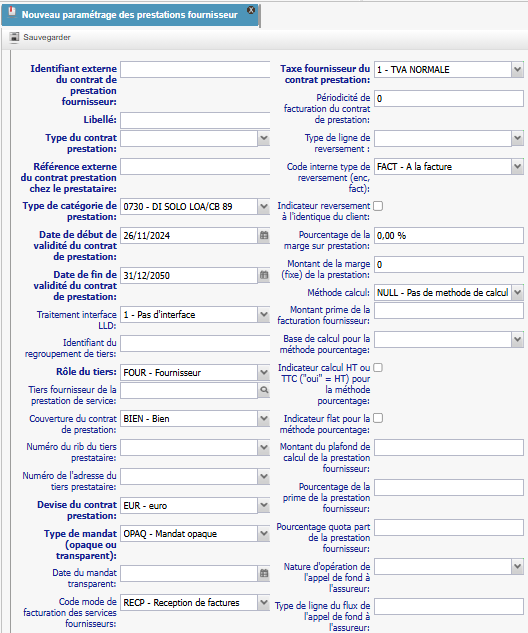 Nouveau paramétrage des prestations fournisseur
Sauvegarder
Identifiant externe
du contrat de
prestation
fournisseur:
Libellé:
Type du contrat
prestation:
Référence externe
du contrat prestation
chez le prestataire:
Type de catégorie de
prestation:
0730 - DI SOLO LOA/CB 89
Date de début de
validité du contrat
de prestation:
26/11/2024
Date de fin de
validité du contrat
de prestation:
31/12/2050
Traitement interface
LLD:
1 - Pas d'interface
Identifiant du
regroupement de tiers:
Rôle du tiers:
FOUR - Fournisseur
Tiers fournisseur de la
prestation de service:
Couverture du contrat
de prestation:
BIEN - Bien
Numéro du rib du tiers
prestataire:
Numéro de l'adresse du
tiers prestataire:
Devise du contrat
prestation:
EUR - euro
Type de mandat
(opaque ou
transparent):
OPAQ - Mandat opaque
Date du mandat
transparent:
Code mode de
facturation des services
fournisseurs:
RECP - Reception de factures
Taxe fournisseur du
contrat prestation:
1 - TVA NORMALE
Périodicité de
facturation du contrat
de prestation:
0
Type de ligne de
reversement :
Code interne type de
reversement (enc,
fact):
FACT - A la facture
Indicateur reversement
à l'identique du client:
Pourcentage de la
marge sur prestation:
0,00 %
Montant de la marge
(fixe) de la prestation:
0
Méthode calcul:
NULL - Pas de methode de calcul
Montant prime de la
facturation fournisseur:
Base de calcul pour la
méthode pourcentage:
Indicateur calcul HT ou
TTC ("oui" = HT) pour
la méthode
pourcentage:
Indicateur flat pour la
méthode pourcentage:
Montant du plafond de
calcul de la prestation
fournisseur:
Pourcentage de la
prime de la prestation
fournisseur:
Pourcentage quota part
de la prestation
fournisseur:
Nature d'opération de
l'appel de fond à
l'assureur:
Type de ligne du flux de
l'appel de fond à
l'assureur: